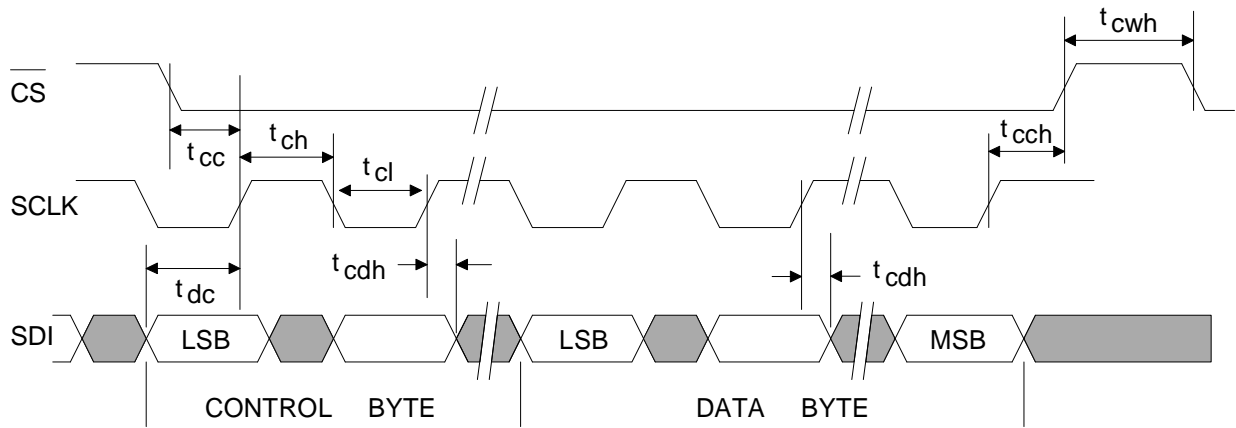 t cwh
CS
t cc
t ch
t cl
t cch
SCLK
t cdh
t cdh
t dc
SDI
LSB
LSB
MSB
CONTROL BYTE
DATA BYTE